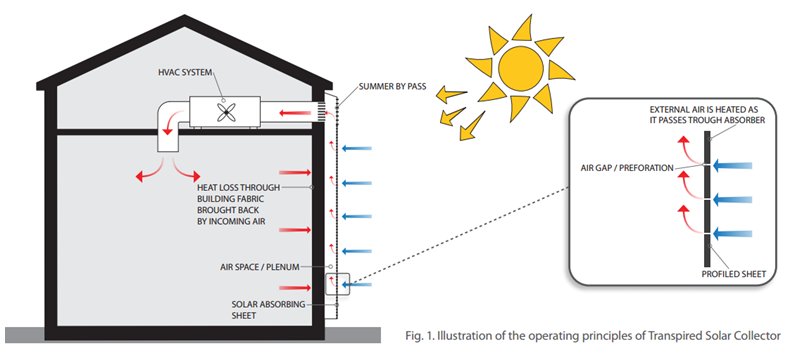 HVAC SYSTEM
SUMMER BY PASS
HEAT LOSS THROUGH
BUILDING FABRIC
BROUGHT BACK
BY INCOMING AIR
AIR SPACE / PLENUM
SOLAR ABSORBING
SHEET
EXTERNAL AIR IS HEATED AS
IT PASSES TROUGH ABSORBER
AIR GAP / PREFORATION
PROFILED SHEET
Fig. 1. Illustration of the operating principles of Transpired Solar Collector